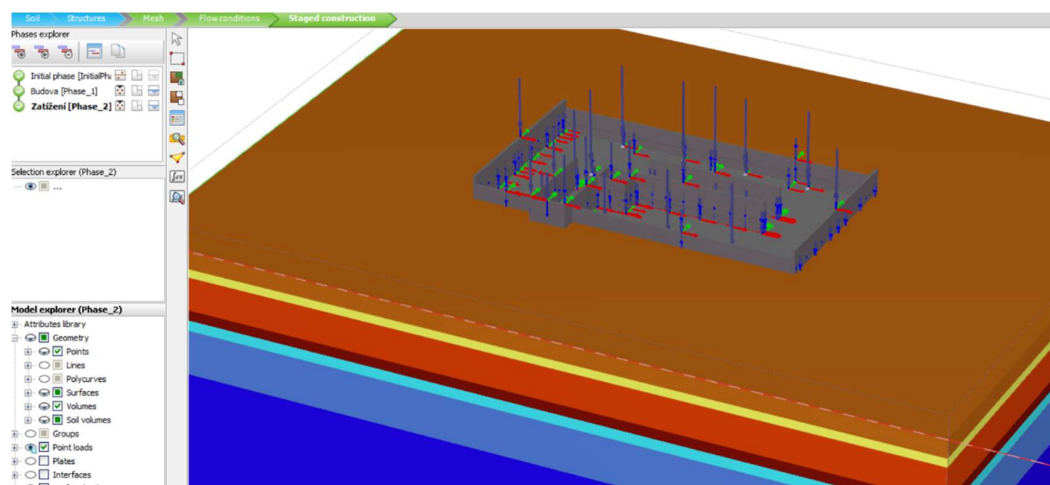 Soil Structures Mesh Flow conditions Staged construction
Phases explorer
Initial phase [InitialPh
Budova [Phase_1]
Zatížení [Phase_2]
Selection explorer (Phase_2)
...
Model explorer (Phase_2)
Attributes library
Geometry
Points
Lines
Polycurves
Surfaces
Volumes
Soil volumes
Groups
Point loads
Plates
Interfaces